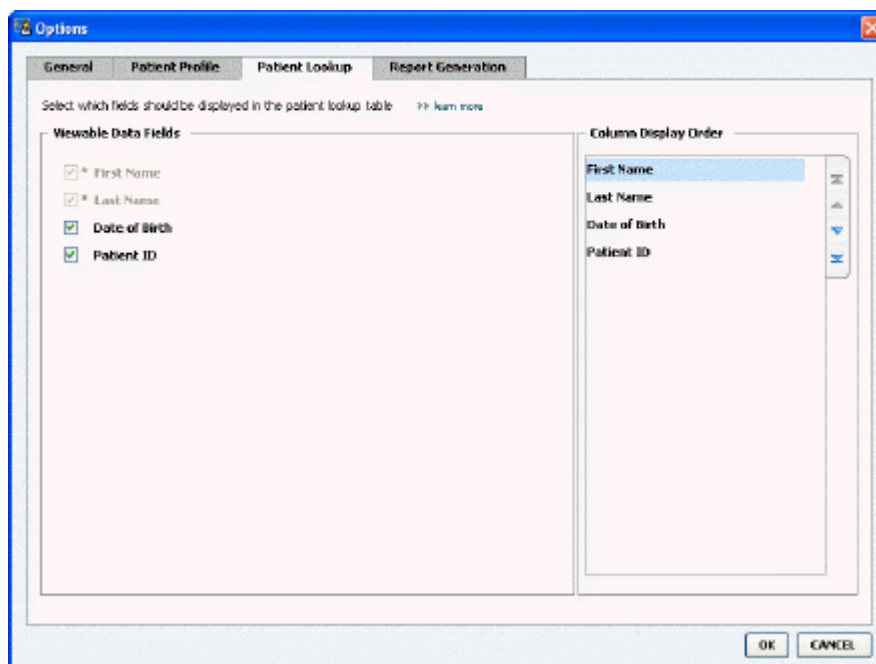 Options
General Patient Profile Patient Lookup Report Generation
Select which fields should be displayed in the patient lookup table >> learn more
Viewable Data Fields
* First Name
* Last Name
Date of Birth
Patient ID
Column Display Order
First Name
Last Name
Date of Birth
Patient ID
OK CANCEL